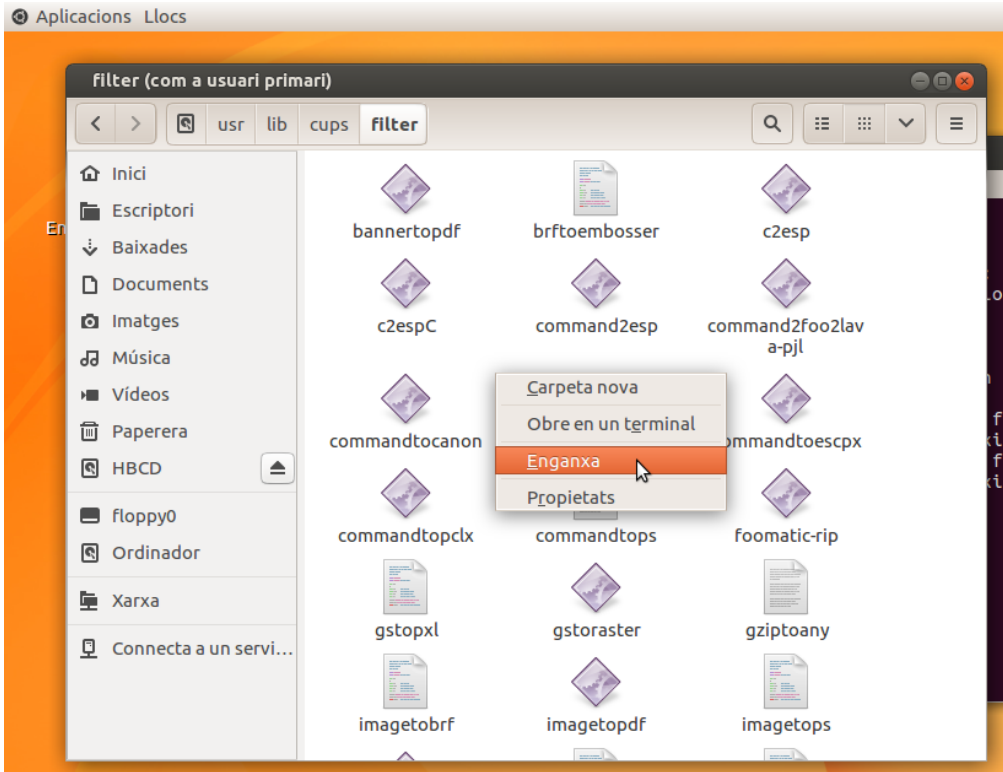 Aplicacions Llocs
filter (com a usuari primari)
usr lib cups filter
Inici
Escriptori
Baixades
Documents
Imatges
Música
Vídeos
Paperera
HBCD
floppy0
Ordinador
Xarxa
Connecta a un servi…
bannertopdf brftoembosser c2esp
c2espC command2esp command2foo2lav
a-pjl
commandtocanon mmandtoescpx
commandtopclx commandtops foomatic-rip
gstopxl gstoraster gziptoany
imagetobrf imagetopdf imagetops
Carpeta nova
Obre en un terminal
Enganxa
Propietats
En